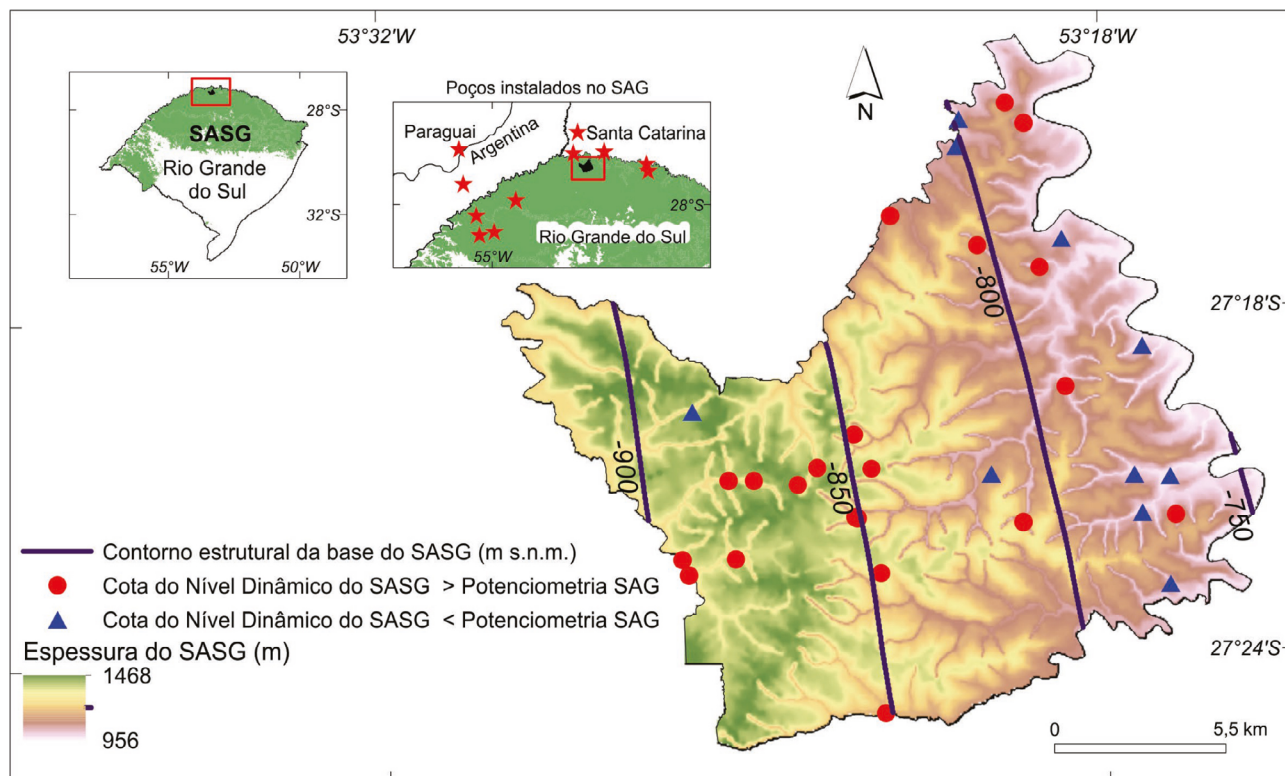 53°32'W
53°18'W
28°S
32°S
55°W
50°W
SASG
Rio Grande
do Sul
Poços instalados no SAG
Paraguai
Argentina
Santa Catarina
28°S
Rio Grande do Sul
55°W
N
27°18'S
27°24'S
-900
-850
-800
-750
Contorno estrutural da base do SASG (m s.n.m.)
Cota do Nível Dinâmico do SASG > Potenciometria SAG
Cota do Nível Dinâmico do SASG < Potenciometria SAG
Espessura do SASG (m)
1468
956
0
5,5 km